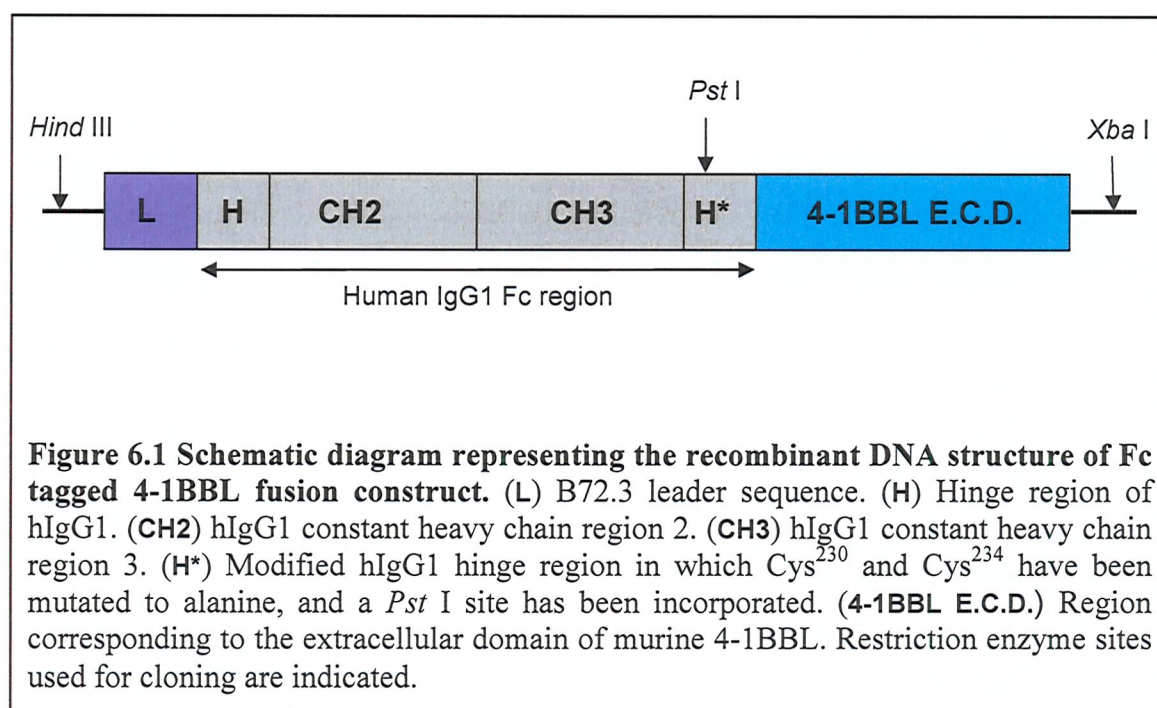 Pst I
Hind III
Xba I
L H CH2 CH3 H* 4-1BBL E.C.D.
Human IgG1 Fc region
Figure 6.1 Schematic diagram representing the recombinant DNA structure of Fc
tagged 4-1BBL fusion construct. (L) B72.3 leader sequence. (H) Hinge region of
hIgG1. (CH2) hIgG1 constant heavy chain region 2. (CH3) hIgG1 constant heavy chain
region 3. (H*) Modified hIgG1 hinge region in which Cys²³⁰ and Cys²³⁴ have been
mutated to alanine, and a Pst I site has been incorporated. (4-1BBL E.C.D.) Region
corresponding to the extracellular domain of murine 4-1BBL. Restriction enzyme sites
used for cloning are indicated.